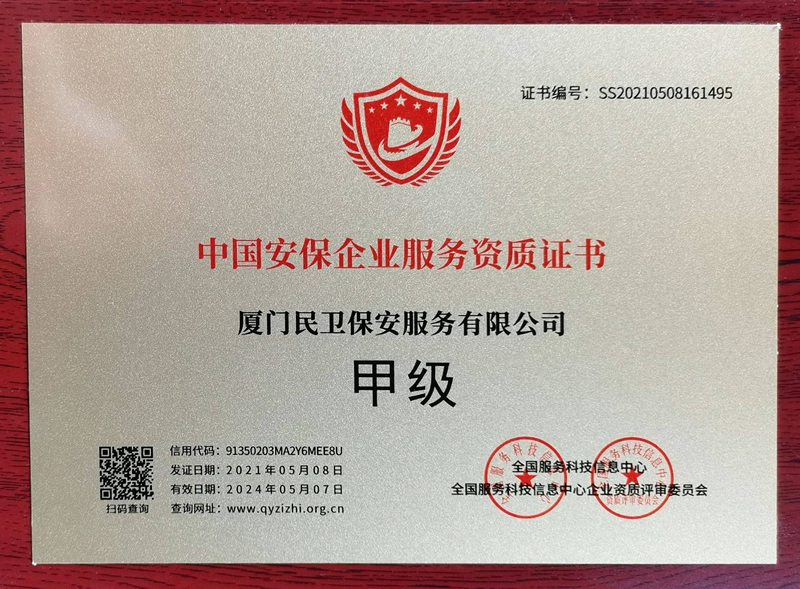 证书编号：SS20210508161495
中国安保企业服务资质证书
厦门民卫保安服务有限公司
甲级
信用代码：91350203MA2Y6MEE8U
发证日期：2021年05月08日
有效日期：2024年05月07日
查询网址：www.qyzizhi.org.cn
扫码查询
全国服务科技信息中心
全国服务科技信息中心企业资质评审委员会